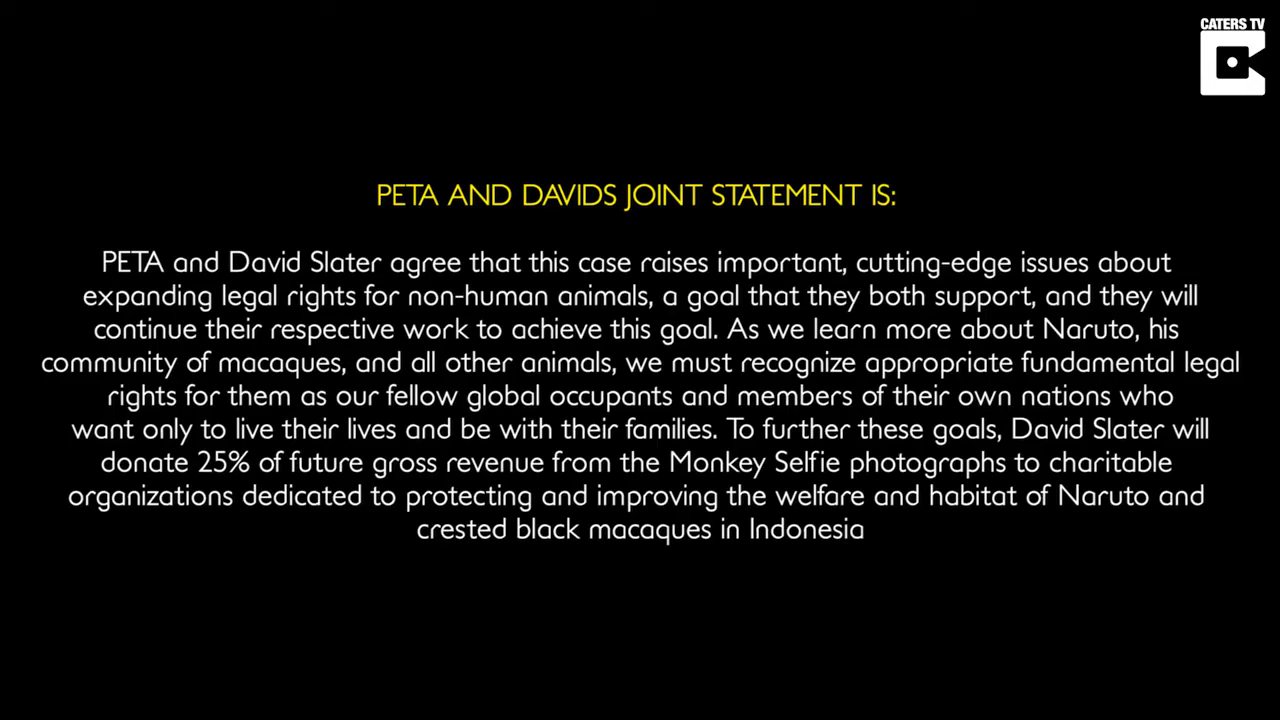 CATERS TV
PETA AND DAVIDS JOINT STATEMENT IS:
PETA and David Slater agree that this case raises important, cutting-edge issues about
expanding legal rights for non-human animals, a goal that they both support, and they will
continue their respective work to achieve this goal. As we learn more about Naruto, his
community of macaques, and all other animals, we must recognize appropriate fundamental legal
rights for them as our fellow global occupants and members of their own nations who
want only to live their lives and be with their families. To further these goals, David Slater will
donate 25% of future gross revenue from the Monkey Selfie photographs to charitable
organizations dedicated to protecting and improving the welfare and habitat of Naruto and
crested black macaques in Indonesia